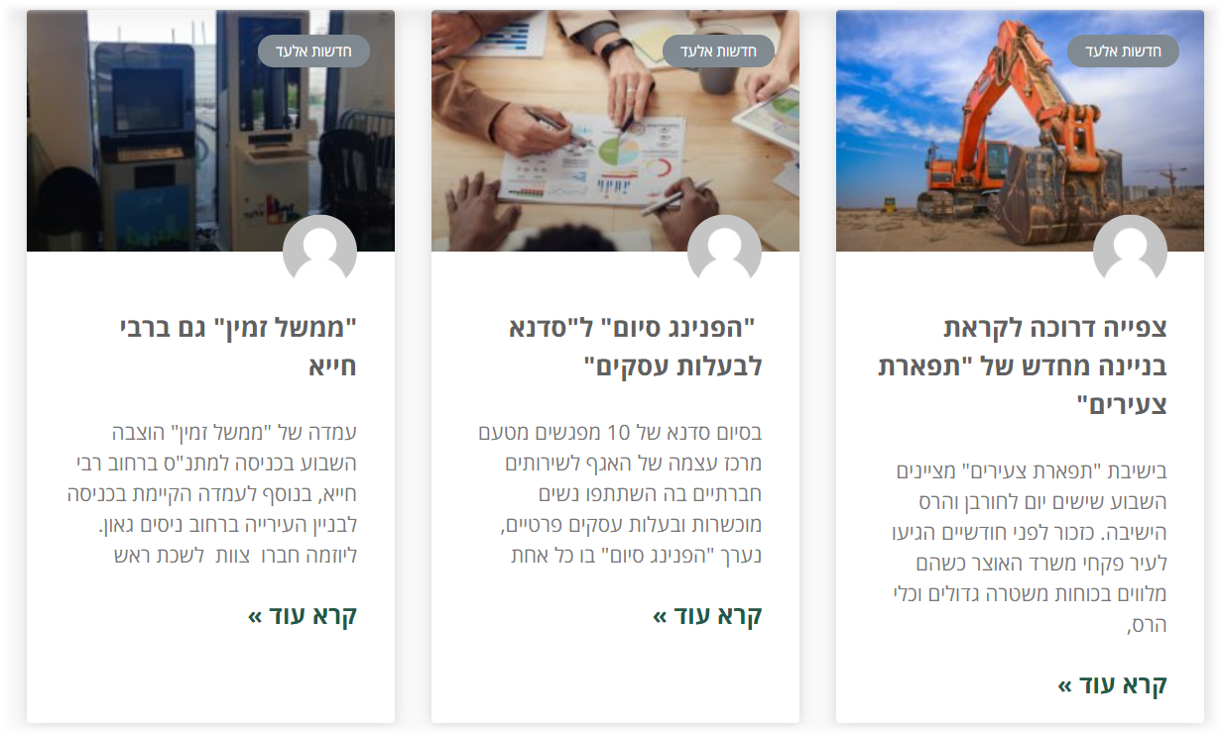 חדשות אלעד
צפייה דרוכה לקראת
בניינה מחדש של "תפארת
צעירים"
בישיבת "תפארת צעירים" מציינים
השבוע שישים יום לחורבן והרס
הישיבה. כזכור לפני חודשיים הגיעו
לעיר פקחי משרד האוצר כשהם
מלווים בכוחות משטרה גדולים וכלי
הרס,
קרא עוד »
חדשות אלעד
"הפנינג סיום" ל"סדנא
לבעלות עסקים"
בסיום סדנא של 10 מפגשים מטעם
מרכז עצמה של האגף לשירותים
חברתיים בה השתתפו נשים
מוכשרות ובעלות עסקים פרטיים,
נערך "הפנינג סיום" בו כל אחת
קרא עוד »
חדשות אלעד
אלעד
"ממשל זמין" גם ברבי
חייא
עמדה של "ממשל זמין" הוצבה
השבוע בכניסה למתנ"ס ברחוב רבי
חייא, בנוסף לעמדה הקיימת בכניסה
לבניין העירייה ברחוב ניסים גאון.
ליוזמה חברו צוות לשכת ראש
קרא עוד »